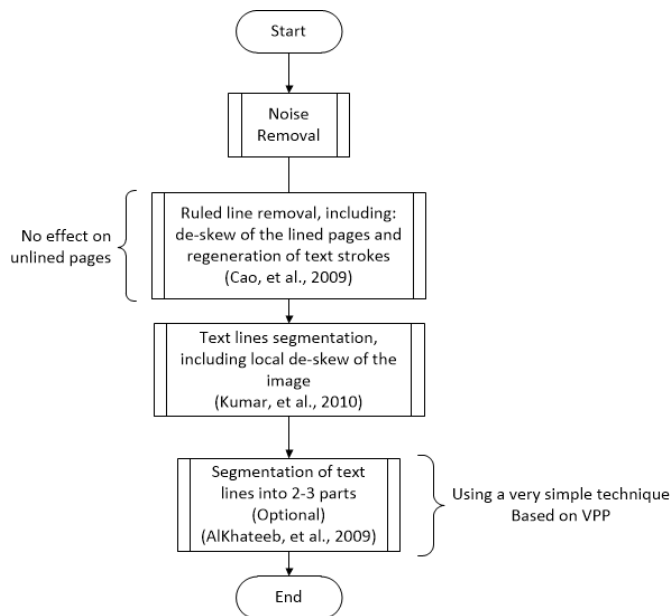 Start
Noise
Removal
No effect on
unlined pages
Ruled line removal, including:
de-skew of the lined pages and
regeneration of text strokes
(Cao, et al., 2009)
Text lines segmentation,
including local de-skew of the
image
(Kumar, et al., 2010)
Segmentation of text
lines into 2-3 parts
(Optional)
(AlKhateeb, et al., 2009)
Using a very simple technique
Based on VPP
End